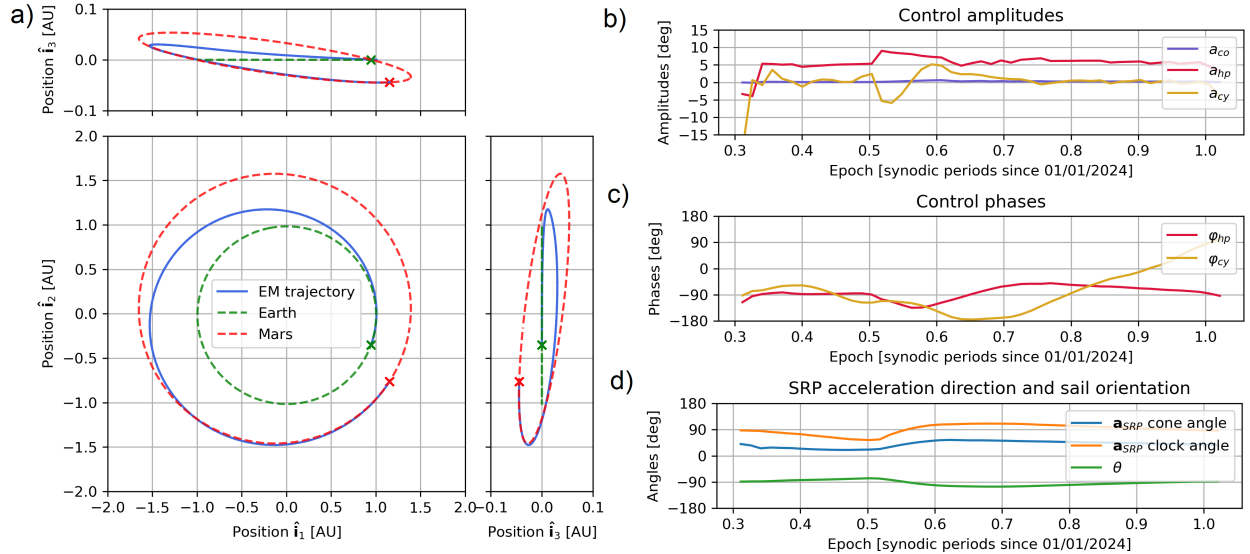 a)
Position î₃ [AU]
0.1
0.0
−0.1
Position î₂ [AU]
2.0
1.5
1.0
0.5
0.0
−0.5
−1.0
−1.5
−2.0
EM trajectory
Earth
Mars
−2.0 −1.5 −1.0 −0.5 0.0 0.5 1.0 1.5 2.0
Position î₁ [AU]
−0.1 0.0 0.1
Position î₃ [AU]
b)
Control amplitudes
Amplitudes [deg]
15
10
5
0
−5
−10
−15
a_co
a_hp
a_cy
0.3 0.4 0.5 0.6 0.7 0.8 0.9 1.0
Epoch [synodic periods since 01/01/2024]
c)
Control phases
Phases [deg]
180
90
0
−90
−180
φ_hp
φ_cy
0.3 0.4 0.5 0.6 0.7 0.8 0.9 1.0
Epoch [synodic periods since 01/01/2024]
d)
SRP acceleration direction and sail orientation
Angles [deg]
180
90
0
−90
−180
a_SRP cone angle
a_SRP clock angle
θ
0.3 0.4 0.5 0.6 0.7 0.8 0.9 1.0
Epoch [synodic periods since 01/01/2024]